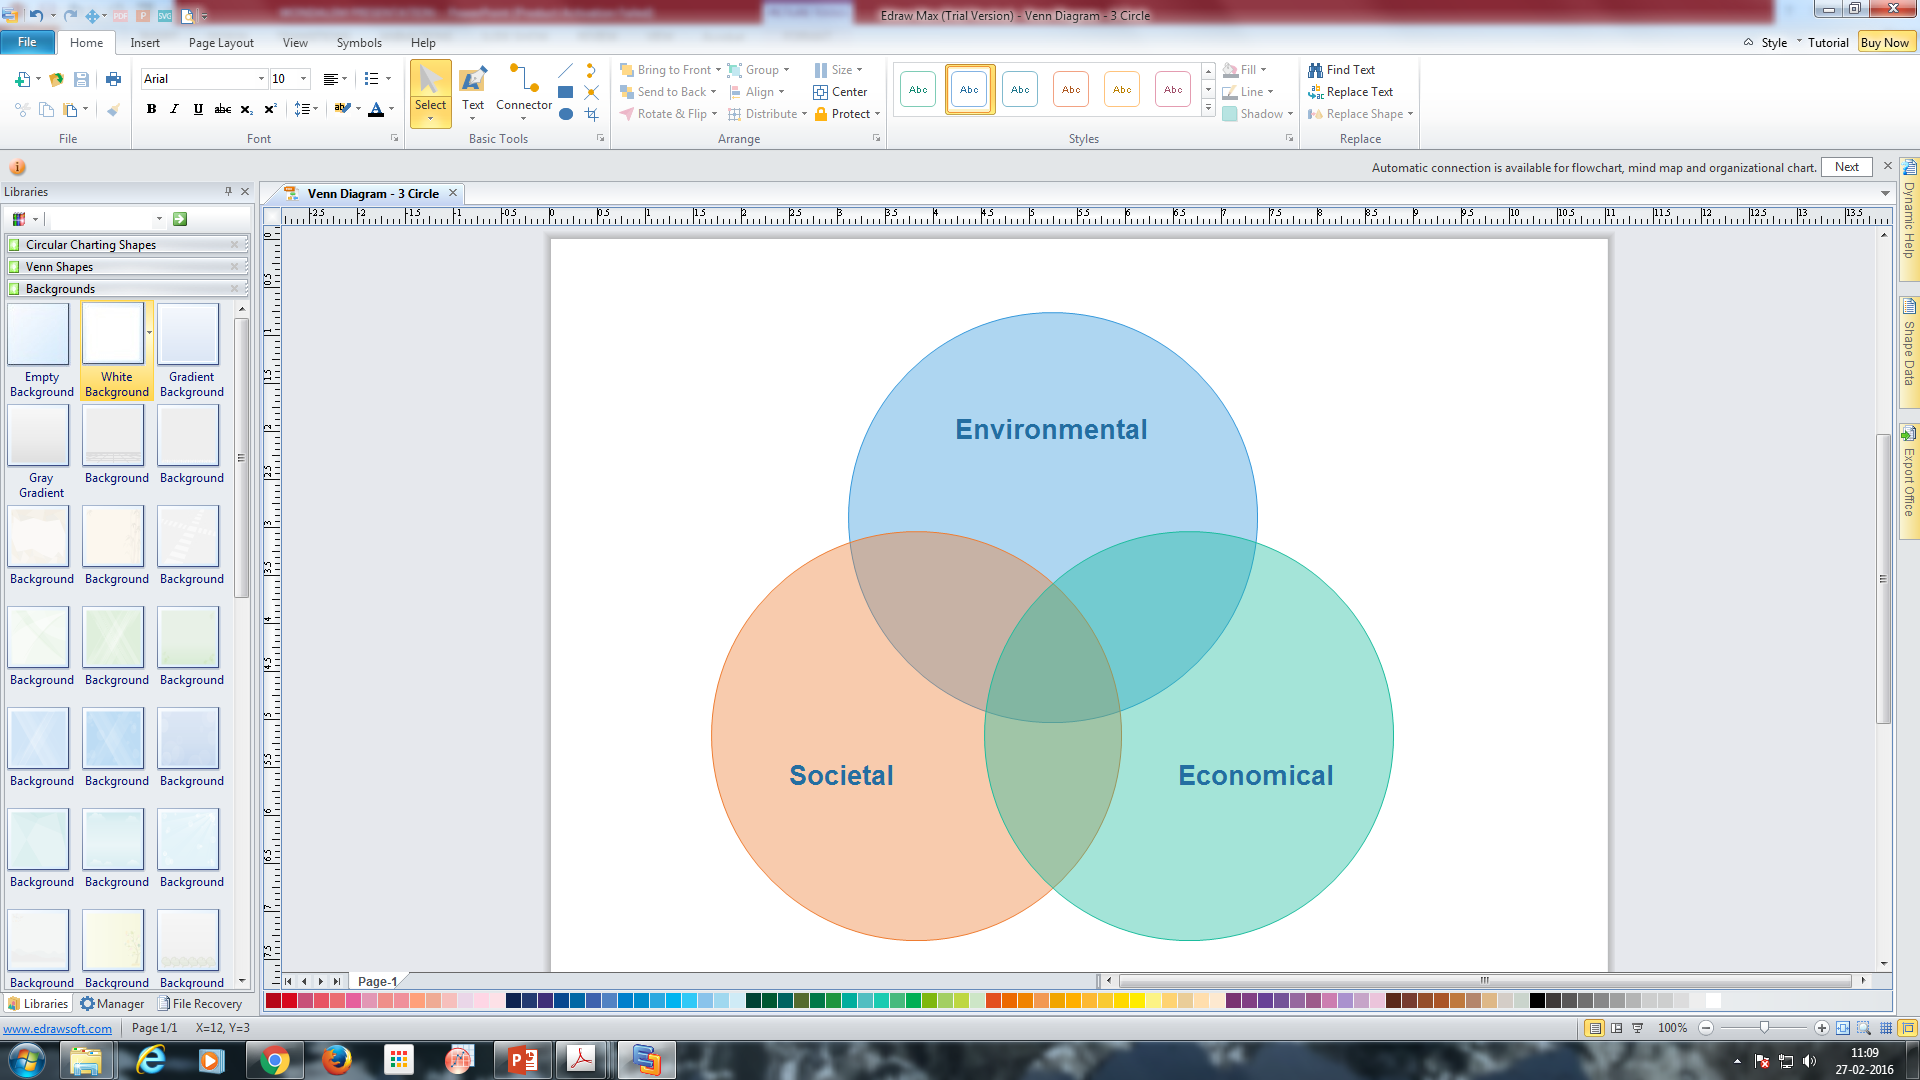 Edraw Max (Trial Version) - Venn Diagram - 3 Circle
File Home Insert Page Layout View Symbols Help Style Tutorial Buy Now
Arial 10
Select Text Connector
Bring to Front Group Size
Send to Back Align Center
Rotate & Flip Distribute Protect
Abc Abc Abc Abc Abc Abc
Fill
Line
Shadow
Find Text
Replace Text
Replace Shape
File Font Basic Tools Arrange Styles Replace
Automatic connection is available for flowchart, mind map and organizational chart. Next
Libraries
Venn Diagram - 3 Circle
Circular Charting Shapes
Venn Shapes
Backgrounds
Empty Background White Background Gradient Background
Gray Gradient Background Background
Background Background Background
Background Background Background
Background Background Background
Background Background Background
Background Background Background
Environmental
Societal Economical
Dynamic Help
Shape Data
Export Office
Page-1
Libraries Manager File Recovery
www.edrawsoft.com Page 1/1 X=12, Y=3 100%
11:09
27-02-2016